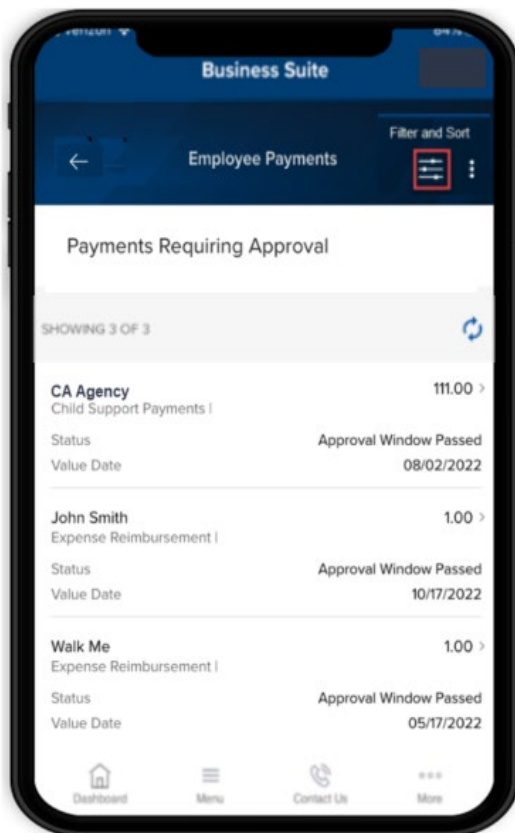 Verizon
84%
Business Suite
Filter and Sort
Employee Payments
Payments Requiring Approval
SHOWING 3 OF 3
CA Agency
111.00 >
Child Support Payments |
Status
Approval Window Passed
Value Date
08/02/2022
John Smith
1.00 >
Expense Reimbursement |
Status
Approval Window Passed
Value Date
10/17/2022
Walk Me
1.00 >
Expense Reimbursement |
Status
Approval Window Passed
Value Date
05/17/2022
Dashboard
Menu
Contact Us
More